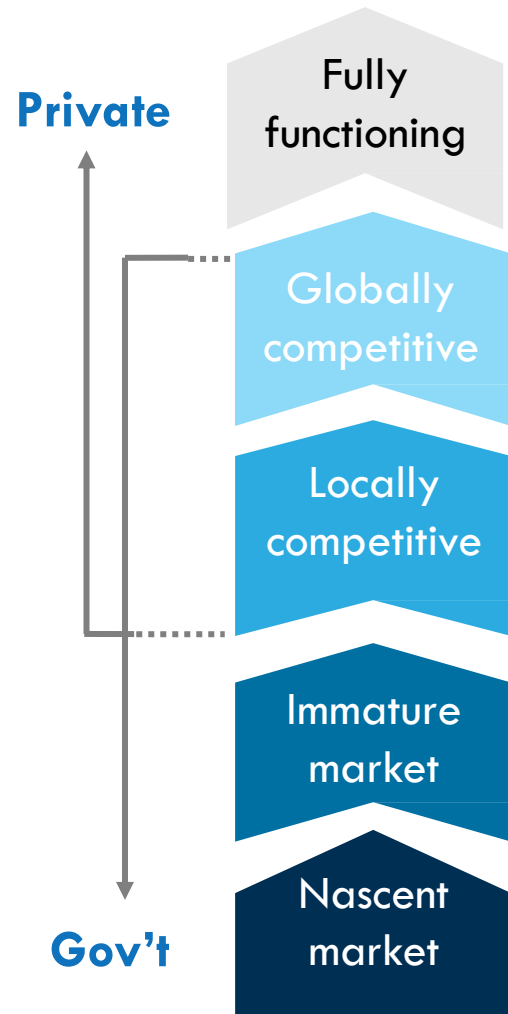 Private
Fully
functioning
Globally
competitive
Locally
competitive
Immature
market
Nascent
market
Gov't